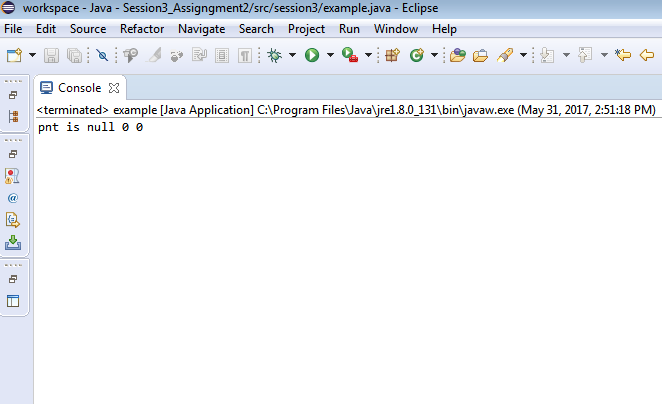 workspace - Java - Session3_Assigngment2/src/session3/example.java - Eclipse
File Edit Source Refactor Navigate Search Project Run Window Help
Console
<terminated> example [Java Application] C:\Program Files\Java\jre1.8.0_131\bin\javaw.exe (May 31, 2017, 2:51:18 PM)
pnt is null 0 0